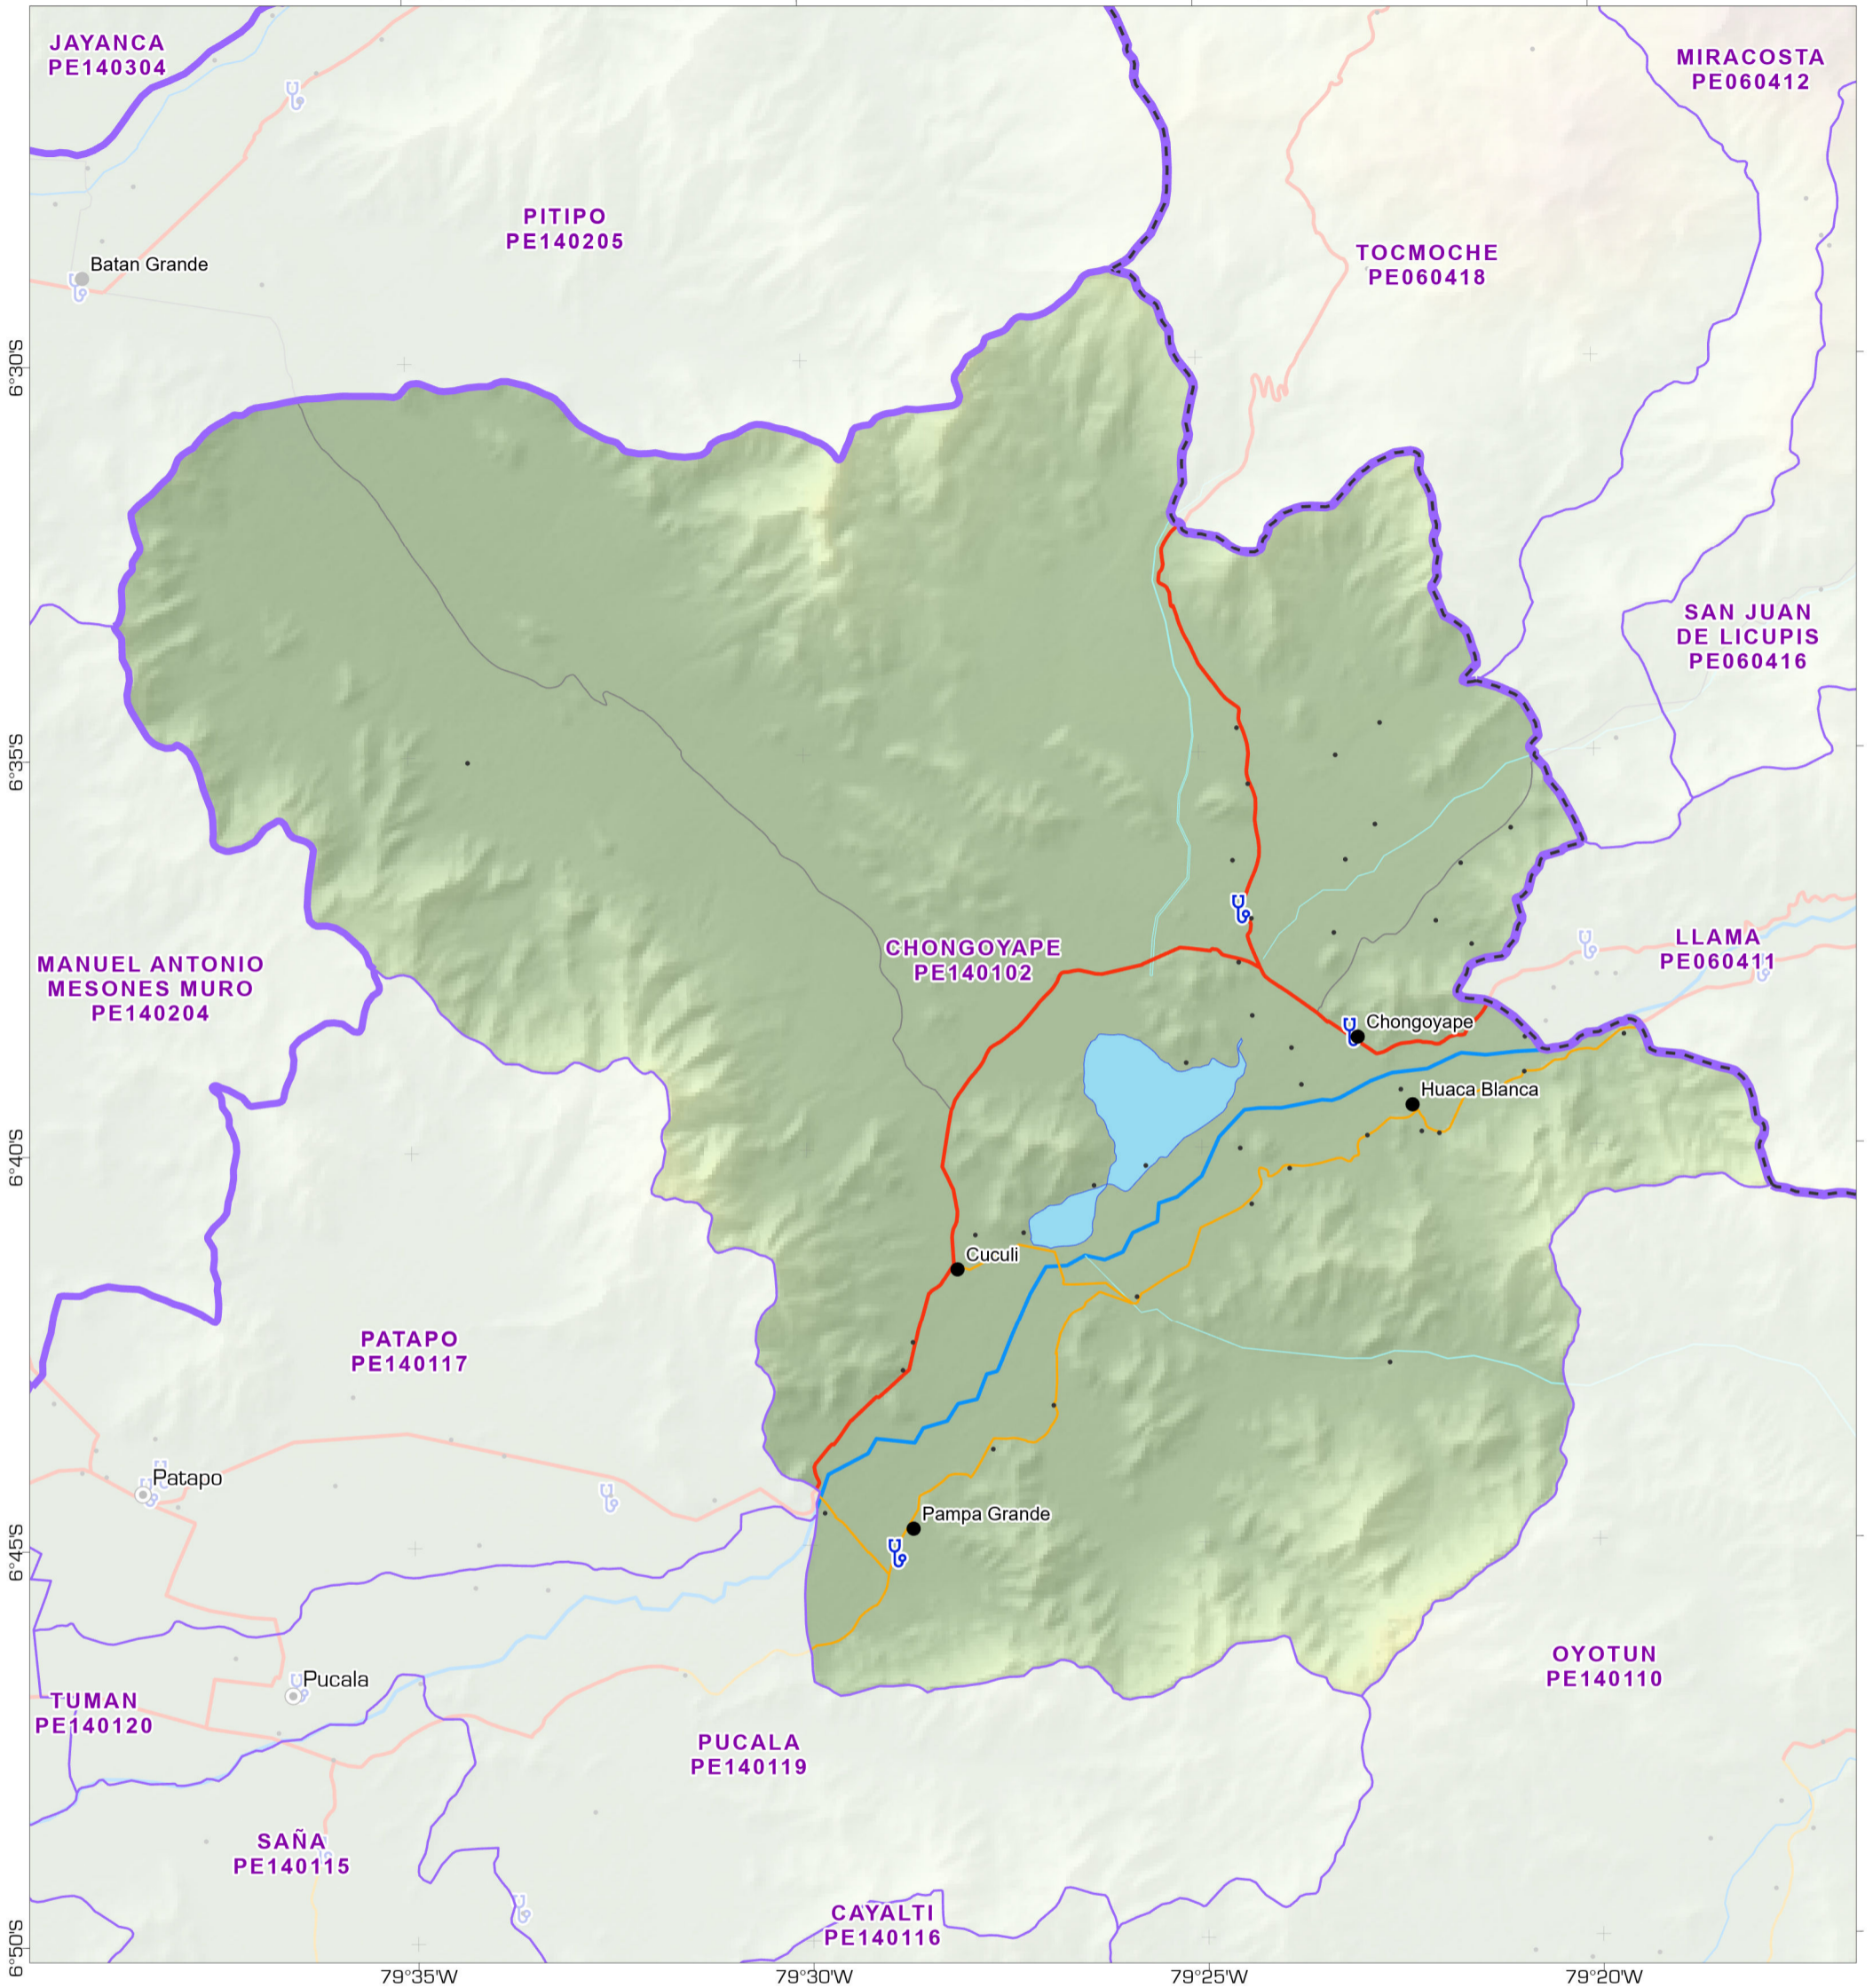 JAYANCA
PE140304
MIRACOSTA
PE060412
PITIPO
PE140205
TOCMOCHE
PE060418
Batan Grande
6°30'S
SAN JUAN
DE LICUPIS
PE060416
6°35'S
MANUEL ANTONIO
MESONES MURO
PE140204
CHONGOYAPE
PE140102
LLAMA
PE060411
Chongoyape
Huaca Blanca
6°40'S
Cuculi
PATAPO
PE140117
Patapo
Pampa Grande
6°45'S
OYOTUN
PE140110
Pucala
TUMAN
PE140120
PUCALA
PE140119
SAÑA
PE140115
CAYALTI
PE140116
6°50'S
79°35'W
79°30'W
79°25'W
79°20'W